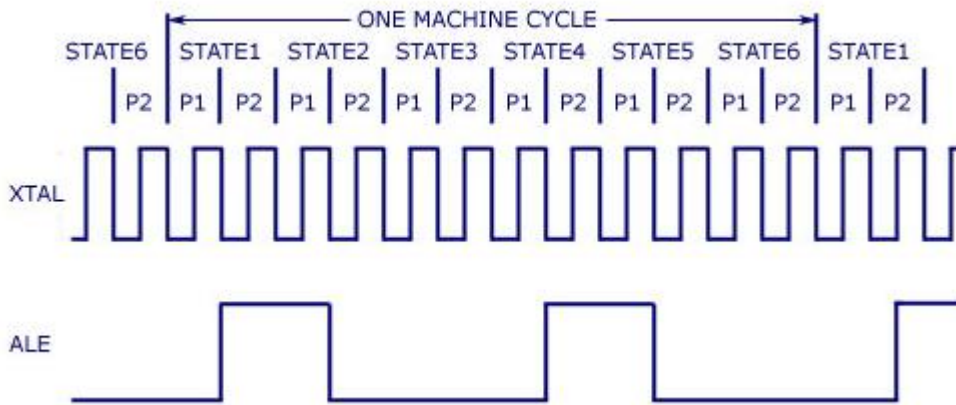 ONE MACHINE CYCLE
STATE6 STATE1 STATE2 STATE3 STATE4 STATE5 STATE6 STATE1
P2 P1 P2 P1 P2 P1 P2 P1 P2 P1 P2 P1 P2 P1 P2
XTAL
ALE